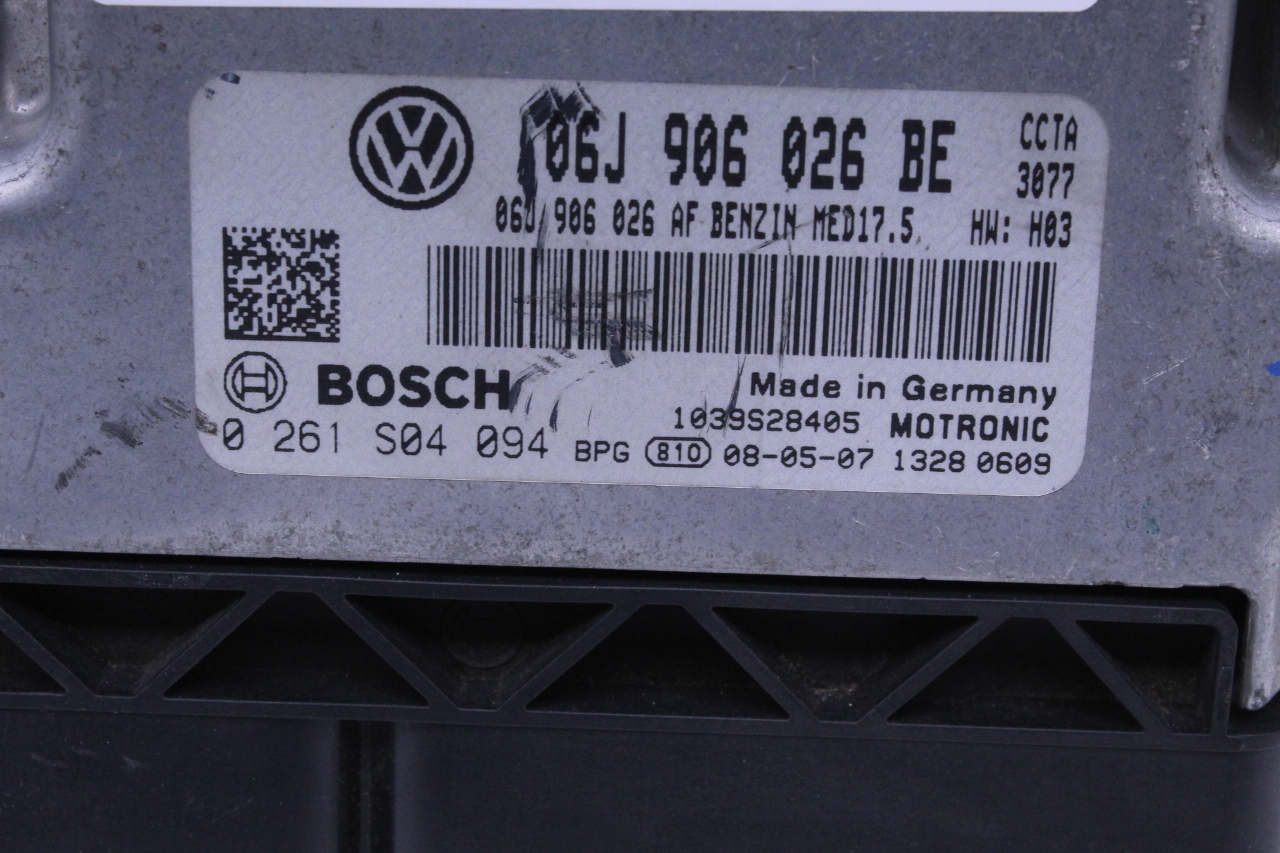 06J 906 026 BE CCTA
3077
06J 906 026 AF BENZIN MED17.5 HW: H03
BOSCH Made in Germany
1039S28405 MOTRONIC
0 261 S04 094 BPG 810 08-05-07 1328 0609